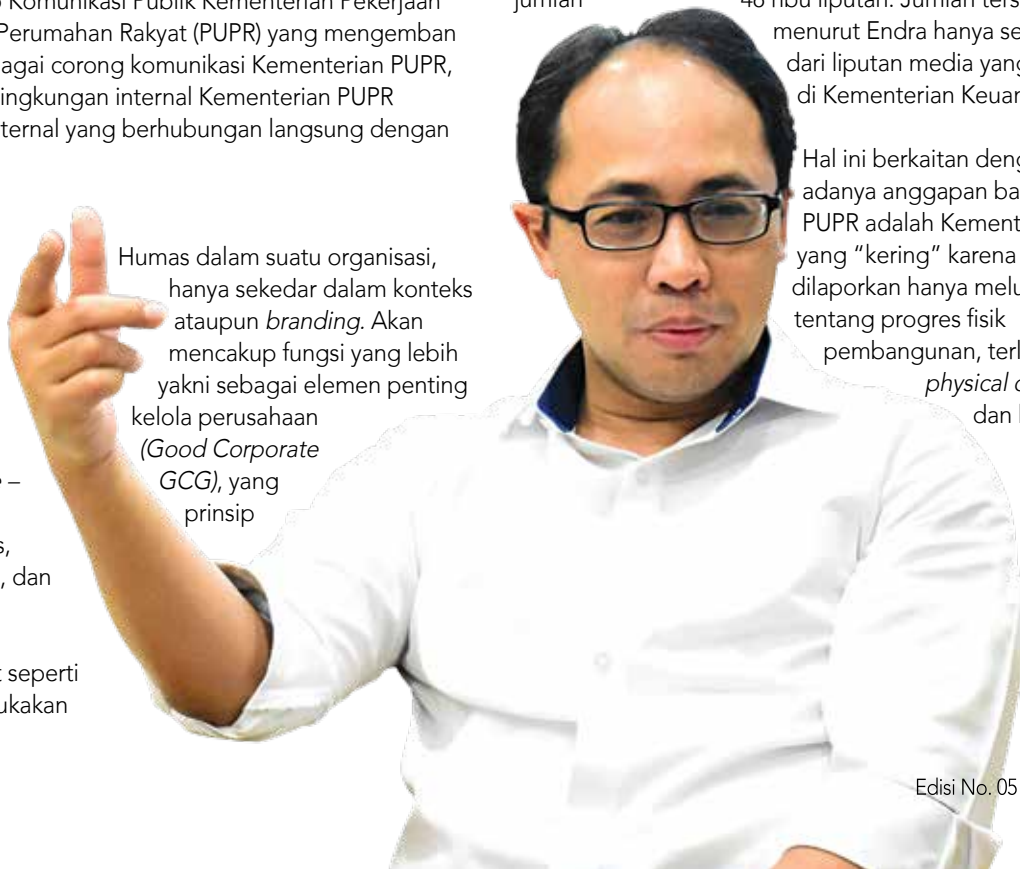 Komunikasi Publik Kementerian Pekerjaan
Perumahan Rakyat (PUPR) yang mengemban
agai corong komunikasi Kementerian PUPR,
ingkungan internal Kementerian PUPR
ternal yang berhubungan langsung dengan
Humas dalam suatu organisasi,
hanya sekedar dalam konteks
ataupun branding. Akan
mencakup fungsi yang lebih
yakni sebagai elemen penting
kelola perusahaan
(Good Corporate
GCG), yang
prinsip
–
s,
, dan
t seperti
ukakan
jumlah
ribu liputan. Jumlah ters
menurut Endra hanya se
dari liputan media yang
di Kementerian Keuan
Hal ini berkaitan deng
adanya anggapan ba
PUPR adalah Kement
yang “kering” karena
dilaporkan hanya melu
tentang progres fisik
pembangunan, terl
physical
dan
Edisi No. 05